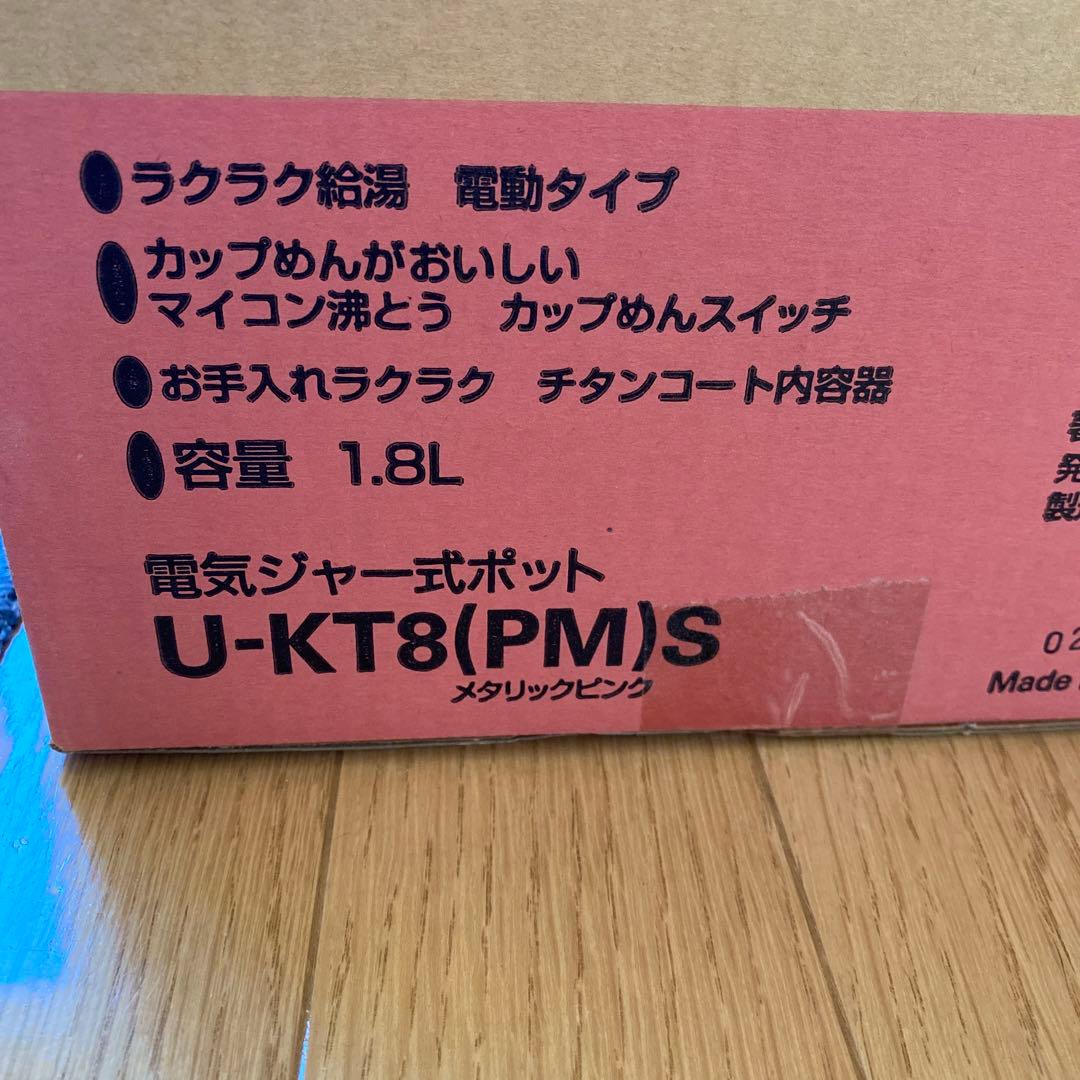 ●ラクラク給湯 電動タイプ
●カップめんがおいしい
マイコン沸とう カップめんスイッチ
●お手入れラクラク チタンコート内容器
●容量 1.8L
電気ジャー式ポット
U-KT8(PM)S
メタリックピンク
発
製
02
Made